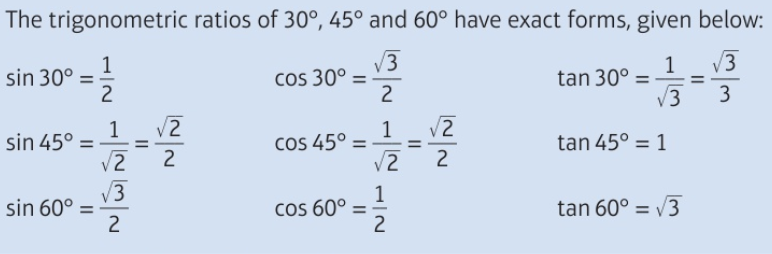 The trigonometric ratios of 30°, 45° and 60° have exact forms, given below:
sin 30° = 1/2 cos 30° = √3/2 tan 30° = 1/√3 = √3/3
sin 45° = 1/√2 = √2/2 cos 45° = 1/√2 = √2/2 tan 45° = 1
sin 60° = √3/2 cos 60° = 1/2 tan 60° = √3